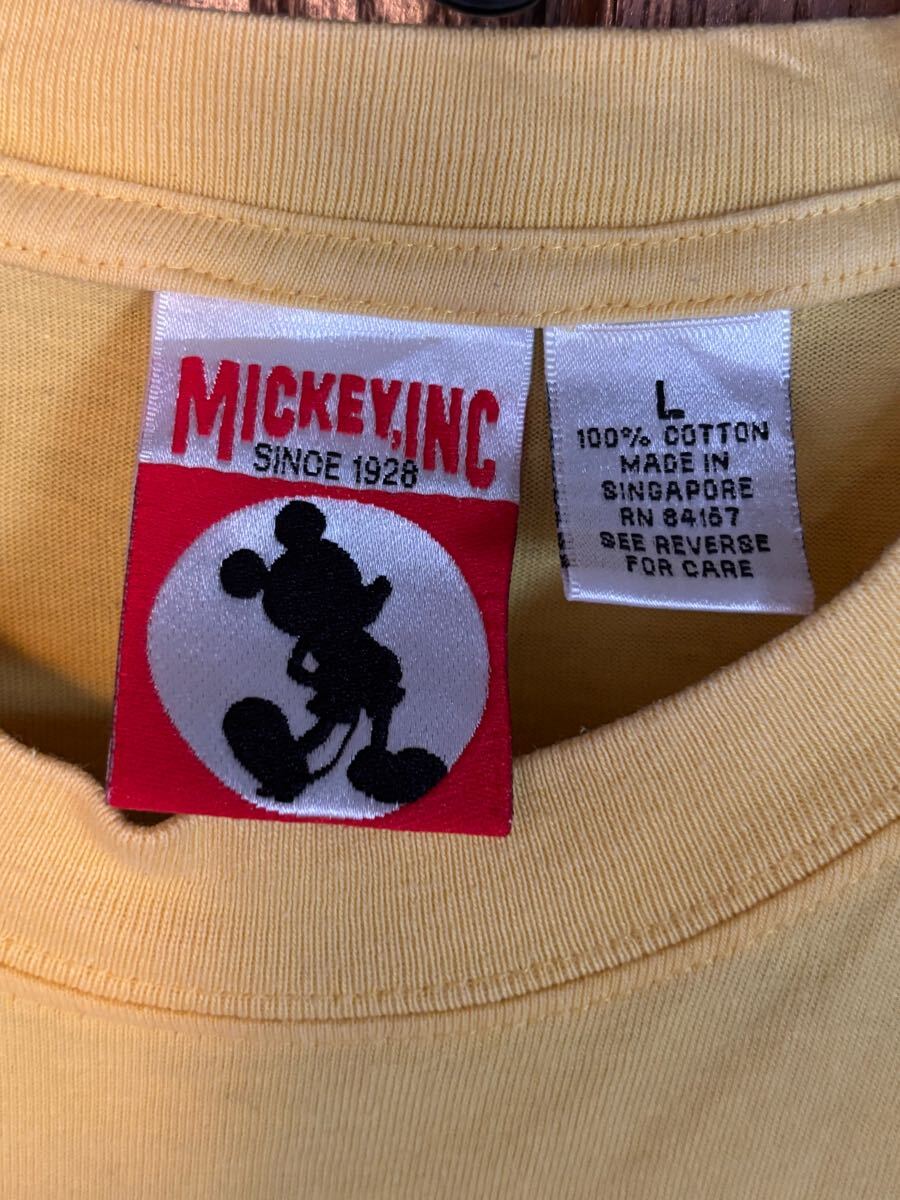 MICKEY, INC
SINCE 1928
L
100% COTTON
MADE IN
SINGAPORE
RN 84167
SEE REVERSE
FOR CARE